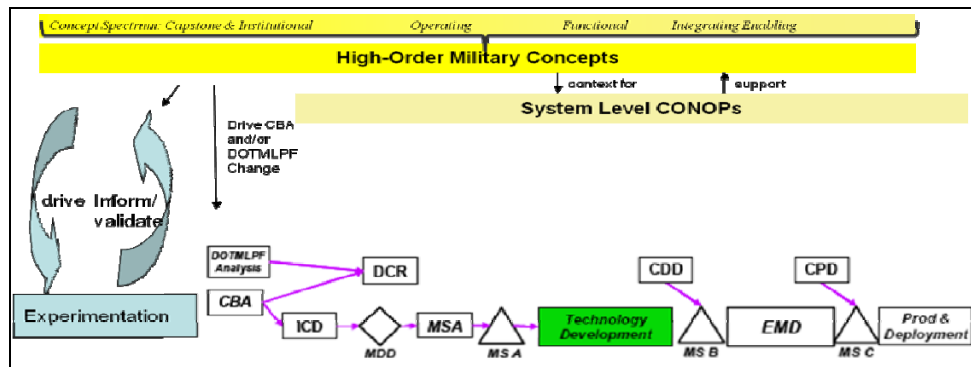 Concept Spectrum: Capstone & Institutional Operating Functional Integrating Enabling
High-Order Military Concepts
context for support
System Level CONOPs
Drive CBA
and/or
DOTMLPF
Change
drive Inform/
validate
DOTMLPF
Analysis
DCR
CDD
CPD
CBA
Experimentation
ICD
MDD
MSA
MS A
Technology
Development
MS B
EMD
MS C
Prod &
Deployment